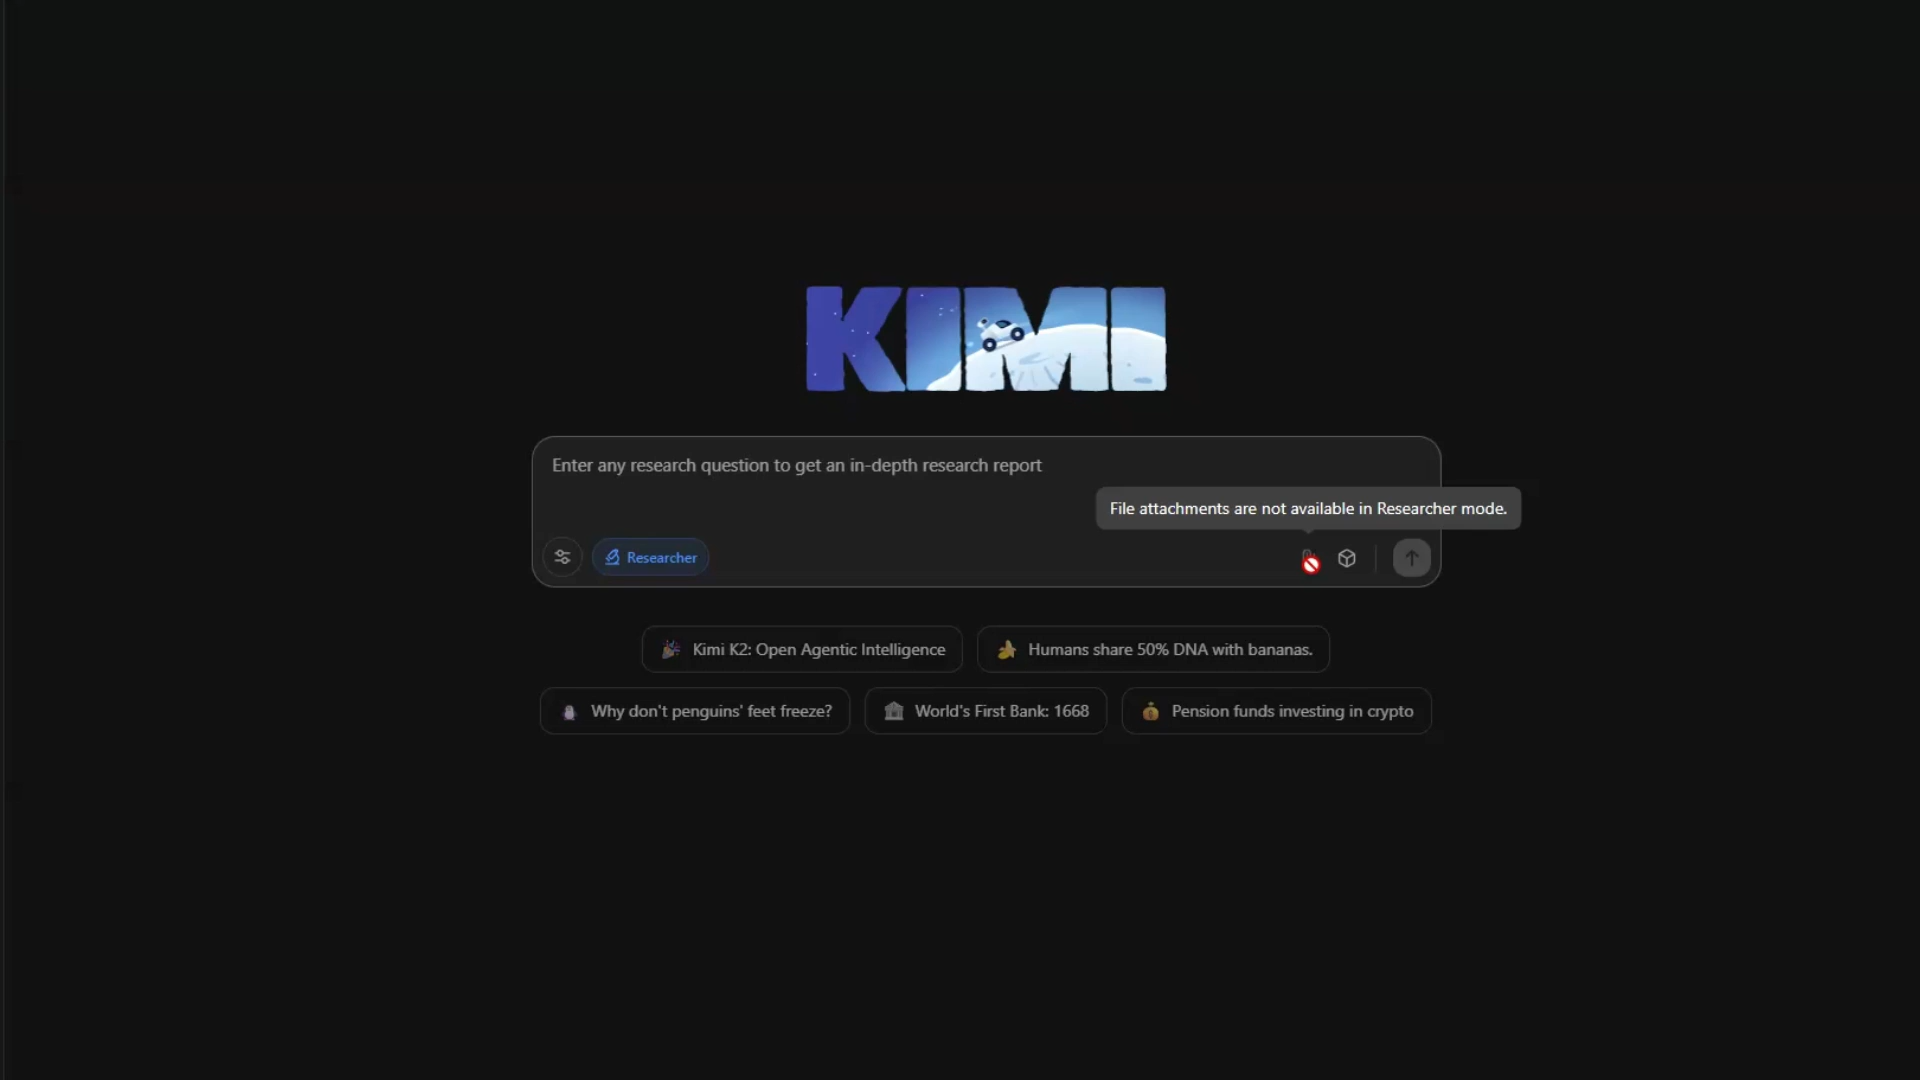 KIMI
Enter any research question to get an in-depth research report
File attachments are not available in Researcher mode.
Researcher
Kimi K2: Open Agentic Intelligence
Humans share 50% DNA with bananas.
Why don't penguins' feet freeze?
World's First Bank: 1668
Pension funds investing in crypto